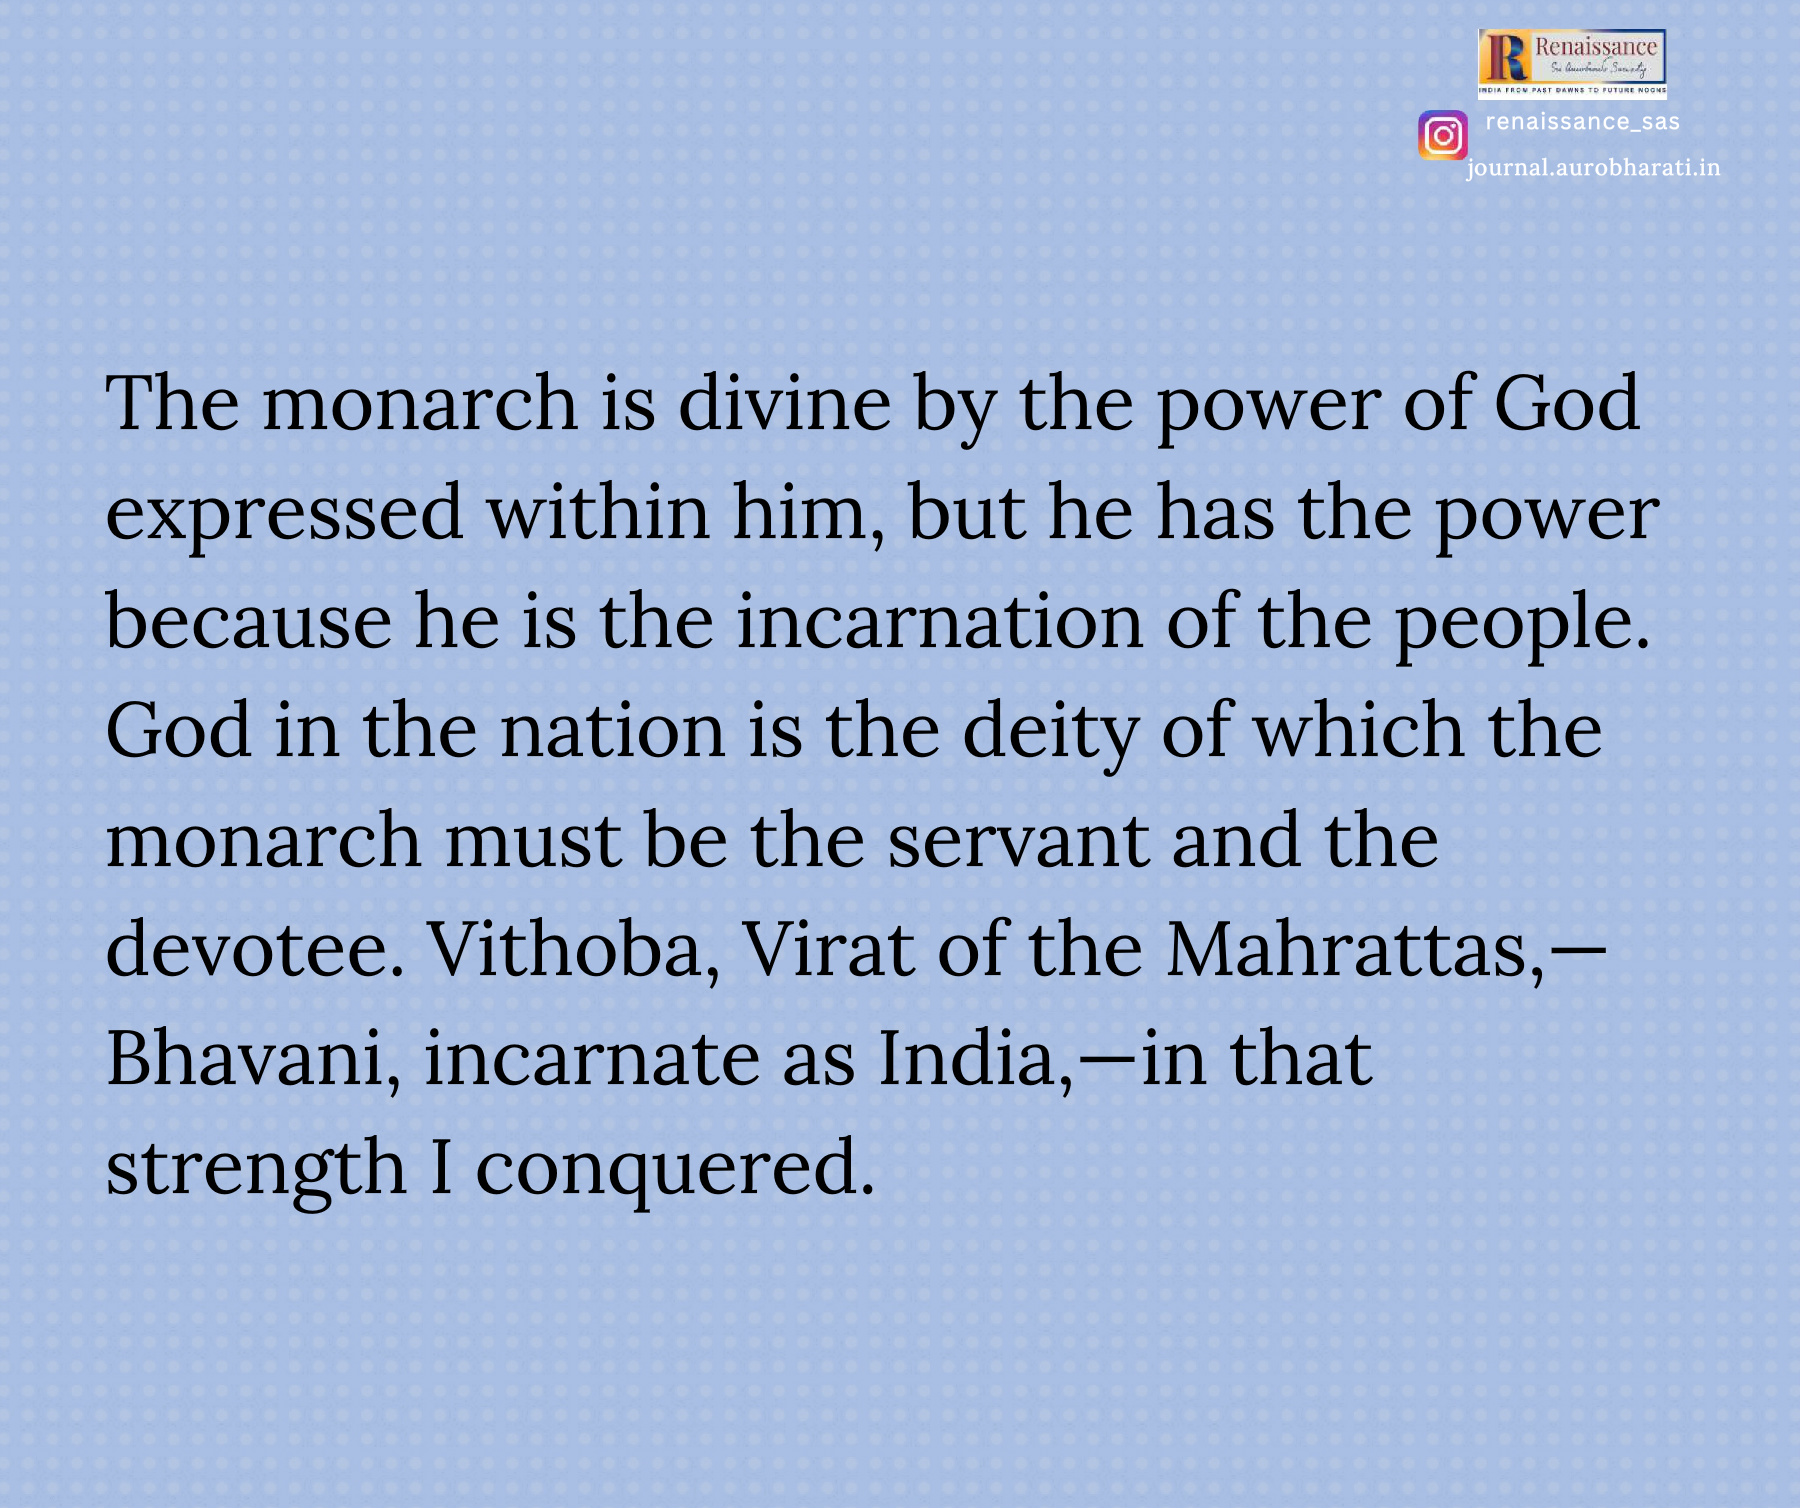 Renaissance
Sri Aurobindo Society
INDIA FROM PAST DAWNS TO FUTURE NOONS
renaissance_sas
journal.aurobharati.in
The monarch is divine by the power of God
expressed within him, but he has the power
because he is the incarnation of the people.
God in the nation is the deity of which the
monarch must be the servant and the
devotee. Vithoba, Virat of the Mahrattas,—
Bhavani, incarnate as India,—in that
strength I conquered.